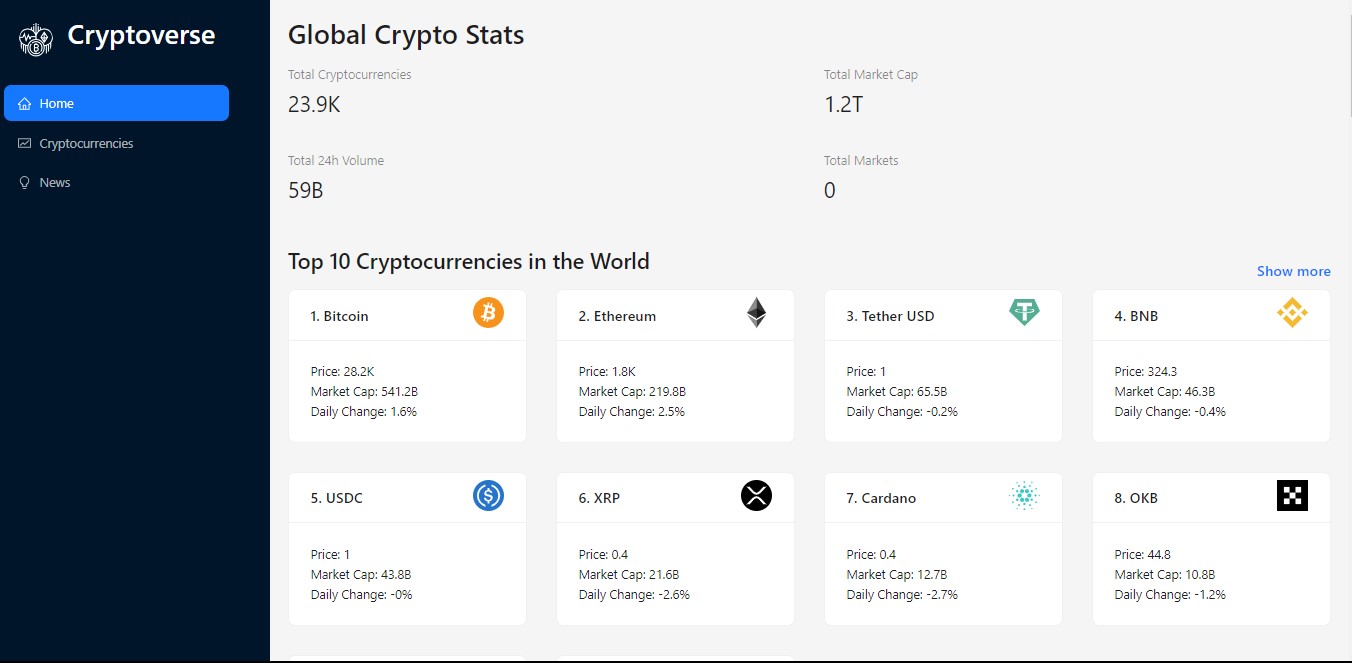 Cryptoverse
Home
Cryptocurrencies
News
Global Crypto Stats
Total Cryptocurrencies
23.9K
Total Market Cap
1.2T
Total 24h Volume
59B
Total Markets
0
Top 10 Cryptocurrencies in the World
Show more
1. Bitcoin
Price: 28.2K
Market Cap: 541.2B
Daily Change: 1.6%
2. Ethereum
Price: 1.8K
Market Cap: 219.8B
Daily Change: 2.5%
3. Tether USD
Price: 1
Market Cap: 65.5B
Daily Change: -0.2%
4. BNB
Price: 324.3
Market Cap: 46.3B
Daily Change: -0.4%
5. USDC
Price: 1
Market Cap: 43.8B
Daily Change: -0%
6. XRP
Price: 0.4
Market Cap: 21.6B
Daily Change: -2.6%
7. Cardano
Price: 0.4
Market Cap: 12.7B
Daily Change: -2.7%
8. OKB
Price: 44.8
Market Cap: 10.8B
Daily Change: -1.2%